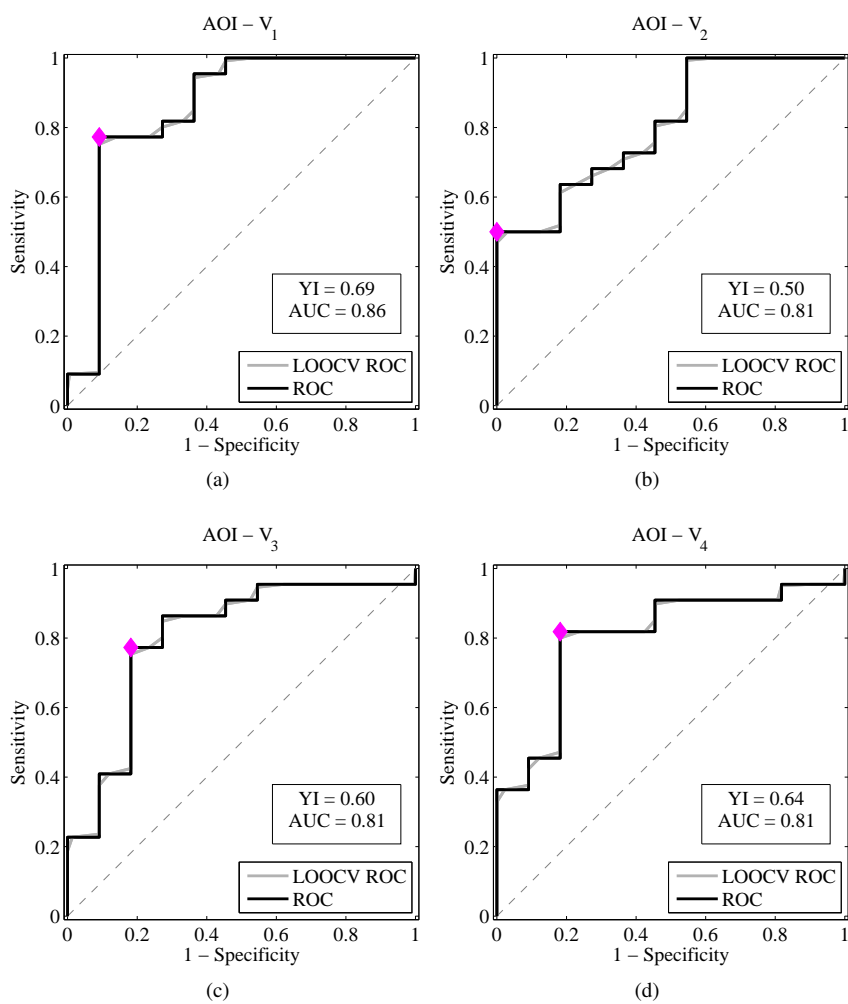 AOI – V1
1
0.8
0.6
0.4
0.2
0
Sensitivity
YI = 0.69
AUC = 0.86
LOOCV ROC
ROC
0 0.2 0.4 0.6 0.8 1
1 – Specificity
(a)
AOI – V2
1
0.8
0.6
0.4
0.2
0
Sensitivity
YI = 0.50
AUC = 0.81
LOOCV ROC
ROC
0 0.2 0.4 0.6 0.8 1
1 – Specificity
(b)
AOI – V3
1
0.8
0.6
0.4
0.2
0
Sensitivity
YI = 0.60
AUC = 0.81
LOOCV ROC
ROC
0 0.2 0.4 0.6 0.8 1
1 – Specificity
(c)
AOI – V4
1
0.8
0.6
0.4
0.2
0
Sensitivity
YI = 0.64
AUC = 0.81
LOOCV ROC
ROC
0 0.2 0.4 0.6 0.8 1
1 – Specificity
(d)